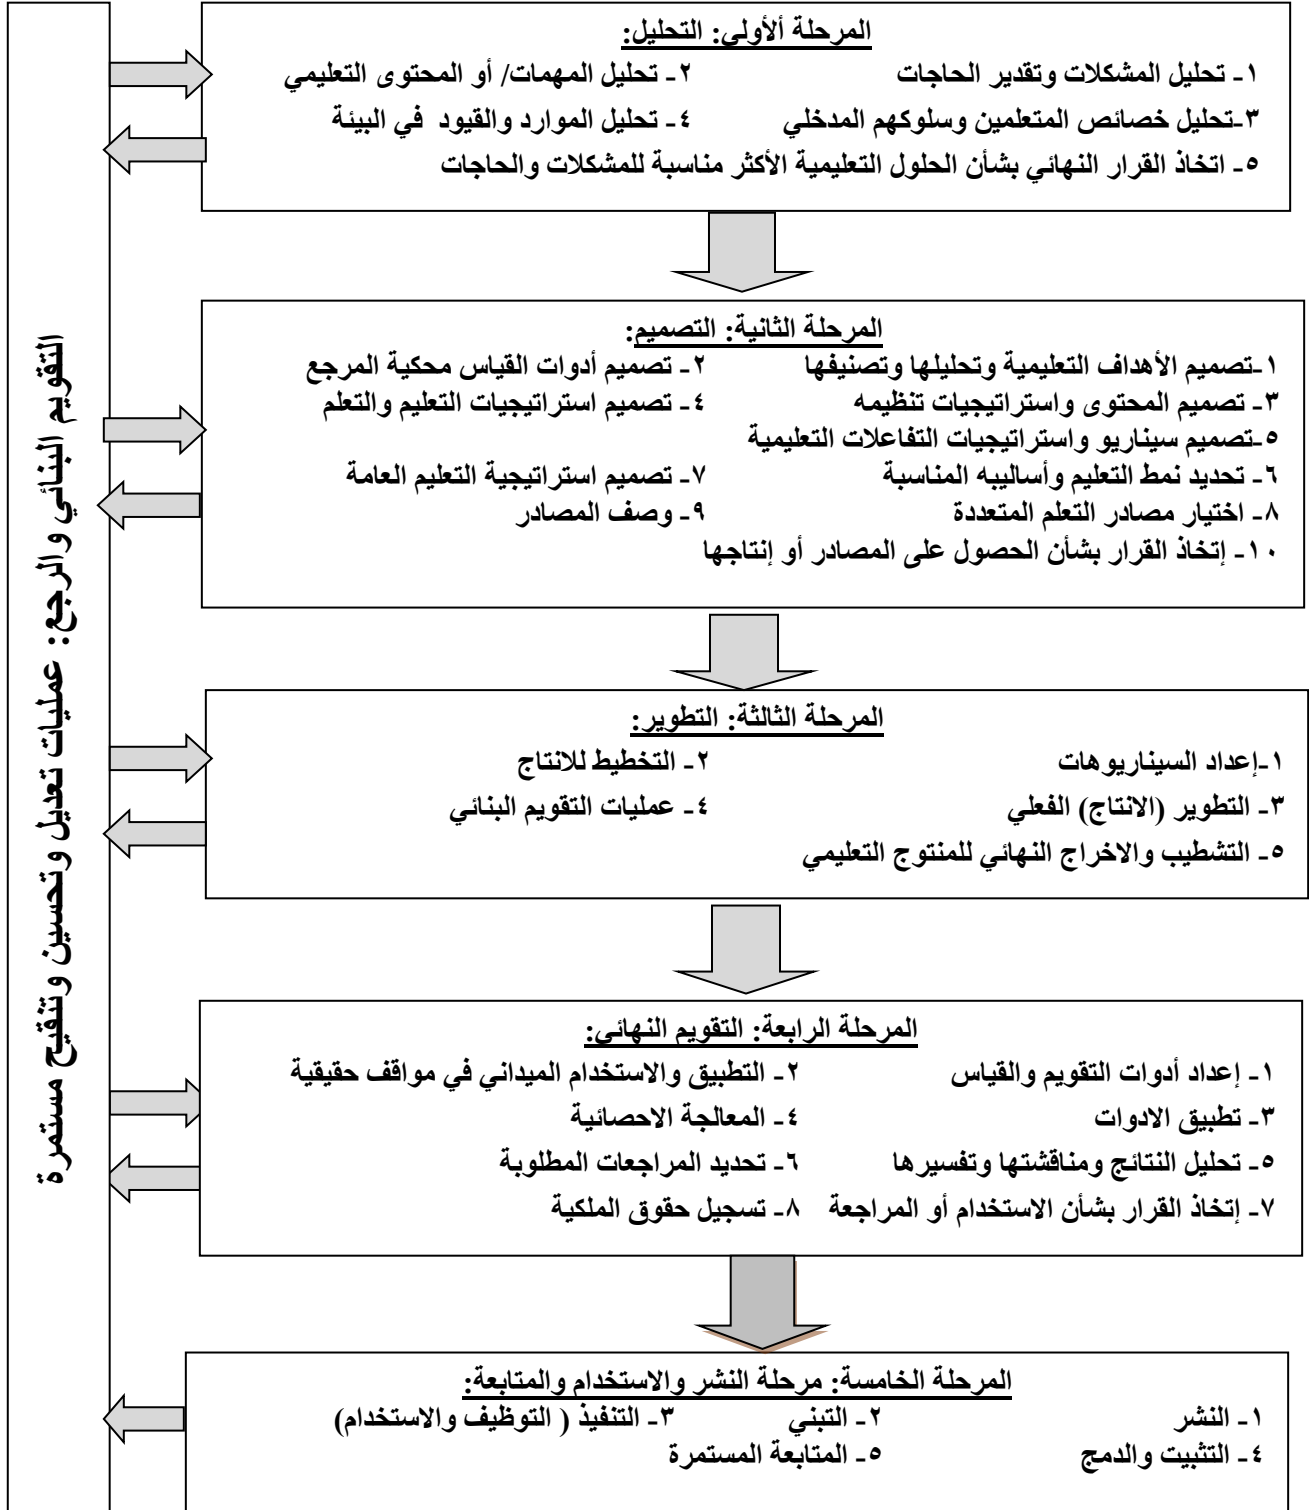 المرحلة ألأولي: التحليل:
١- تحليل المشكلات وتقدير الحاجات ٢- تحليل المهمات/ أو المحتوى التعليمي
٣-تحليل خصائص المتعلمين وسلوكهم المدخلي ٤- تحليل الموارد والقيود في البيئة
٥- اتخاذ القرار النهائي بشأن الحلول التعليمية الأكثر مناسبة للمشكلات والحاجات
المرحلة الثانية: التصميم:
١-تصميم الأهداف التعليمية وتحليلها وتصنيفها ٢- تصميم أدوات القياس محكية المرجع
٣- تصميم المحتوى واستراتيجيات تنظيمه ٤- تصميم استراتيجيات التعليم والتعلم
٥-تصميم سيناريو واستراتيجيات التفاعلات التعليمية
٦- تحديد نمط التعليم وأساليبه المناسبة ٧- تصميم استراتيجية التعليم العامة
٨- اختيار مصادر التعلم المتعددة ٩- وصف المصادر
١٠- إتخاذ القرار بشأن الحصول على المصادر أو إنتاجها
المرحلة الثالثة: التطوير:
١-إعداد السيناريوهات ٢- التخطيط للانتاج
٣- التطوير (الانتاج) الفعلي ٤- عمليات التقويم البنائي
٥- التشطيب والاخراج النهائي للمنتوج التعليمي
المرحلة الرابعة: التقويم النهائي:
١- إعداد أدوات التقويم والقياس ٢- التطبيق والاستخدام الميداني في مواقف حقيقية
٣- تطبيق الادوات ٤- المعالجة الاحصائية
٥- تحليل النتائج ومناقشتها وتفسيرها ٦- تحديد المراجعات المطلوبة
٧- إتخاذ القرار بشأن الاستخدام أو المراجعة ٨- تسجيل حقوق الملكية
المرحلة الخامسة: مرحلة النشر والاستخدام والمتابعة:
١- النشر ٢- التبني ٣- التنفيذ ( التوظيف والاستخدام)
٤- التثبيت والدمج ٥- المتابعة المستمرة
التقويم البنائي والرجع: عمليات تعديل وتحسين وتنقيح مستمرة